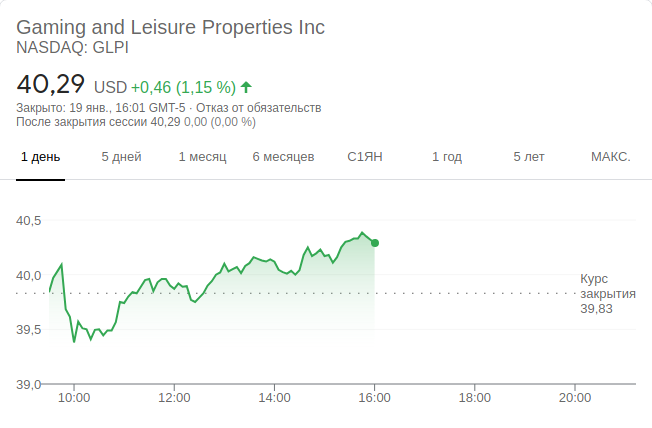 Gaming and Leisure Properties Inc
NASDAQ: GLPI
40,29 USD +0,46 (1,15 %)
Закрыто: 19 янв., 16:01 GMT-5 · Отказ от обязательств
После закрытия сессии 40,29 0,00 (0,00 %)
1 день 5 дней 1 месяц 6 месяцев С1ЯН 1 год 5 лет МАКС.
40,5
40,0
39,5
39,0
Курс
закрытия
39,83
10:00 12:00 14:00 16:00 18:00 20:00